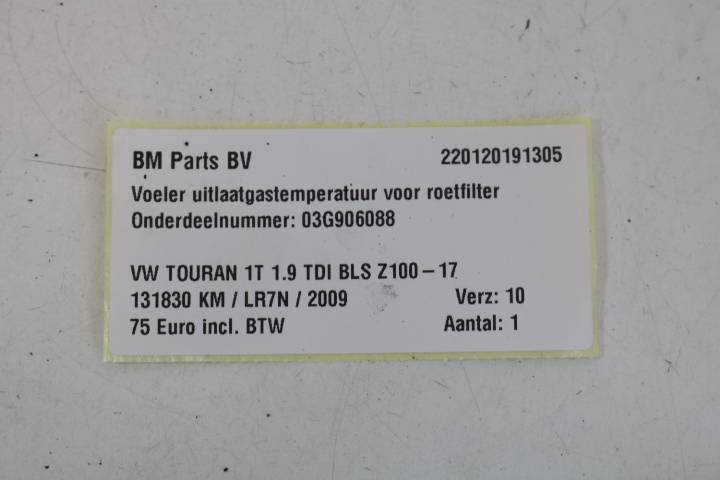 BM Parts BV 220120191305
Voeler uitlaatgastemperatuur voor roetfilter
Onderdeelnummer: 03G906088
VW TOURAN 1T 1.9 TDI BLS Z100 – 17
131830 KM / LR7N / 2009 Verz: 10
75 Euro incl. BTW Aantal: 1